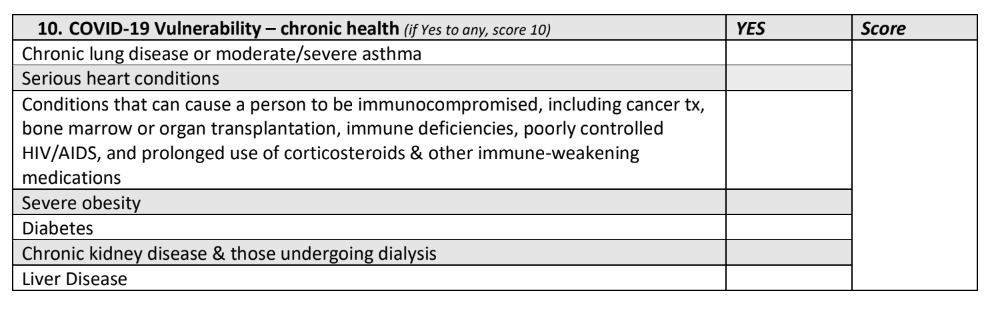 10. COVID-19 Vulnerability – chronic health (if Yes to any, score 10) YES Score
Chronic lung disease or moderate/severe asthma
Serious heart conditions
Conditions that can cause a person to be immunocompromised, including cancer tx,
bone marrow or organ transplantation, immune deficiencies, poorly controlled
HIV/AIDS, and prolonged use of corticosteroids & other immune-weakening
medications
Severe obesity
Diabetes
Chronic kidney disease & those undergoing dialysis
Liver Disease